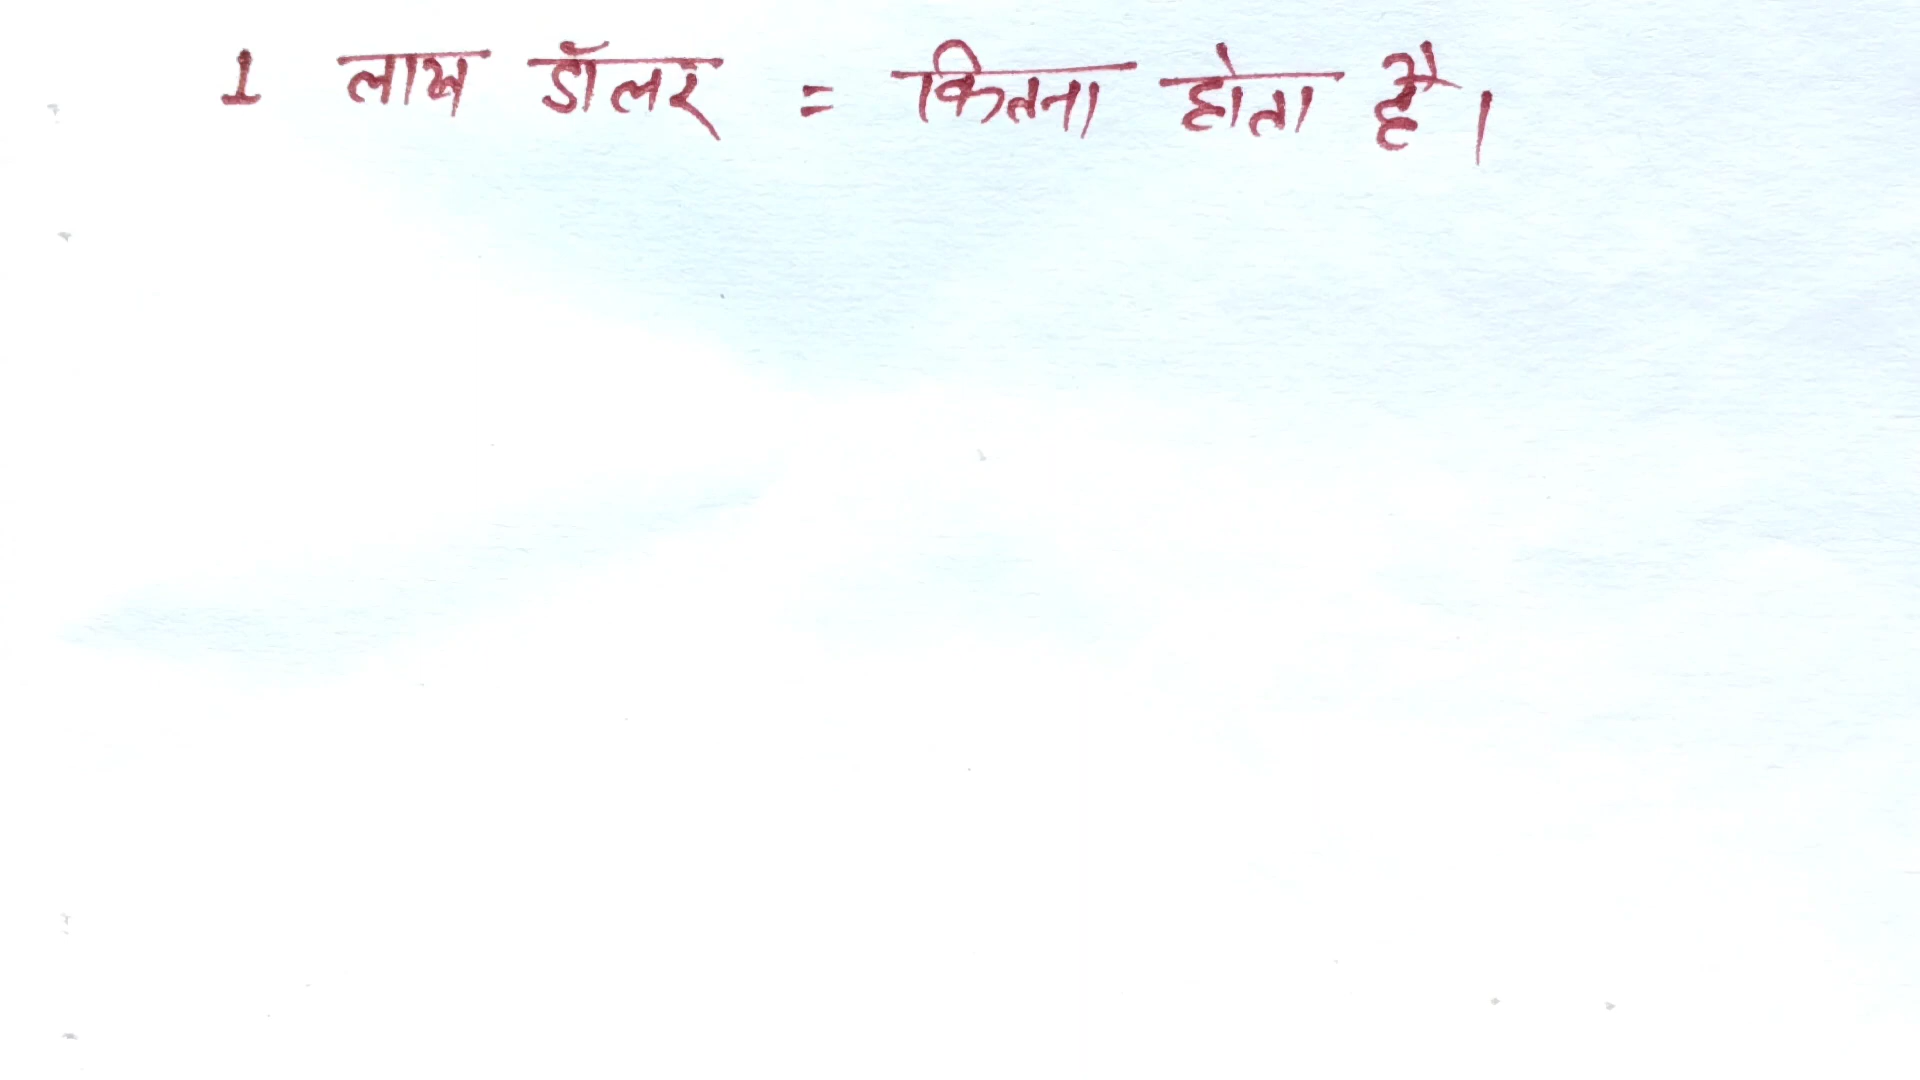 1 लाख डॉलर = कितना होता है।